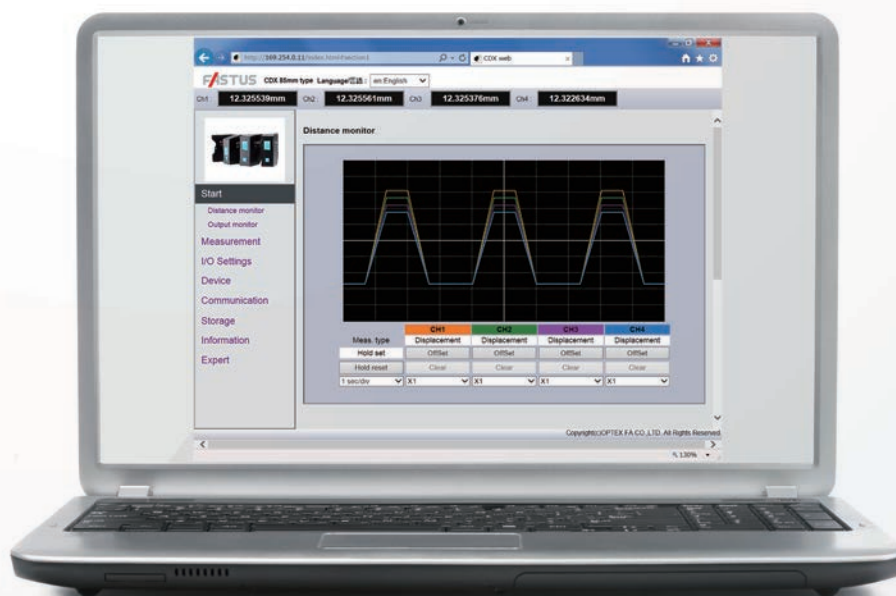 http://169.254.0.11/index.html#function1
CDX web
FASTUS CDX 85mm type Language/言語 : en:English
Ch1 : 12.325539mm Ch2 : 12.325561mm Ch3 : 12.325376mm Ch4 : 12.322634mm
Distance monitor
Start
Distance monitor
Output monitor
Measurement
I/O Settings
Device
Communication
Storage
Information
Expert
CH1 CH2 CH3 CH4
Meas. type Displacement Displacement Displacement Displacement
Hold set OffSet OffSet OffSet OffSet
Hold reset Clear Clear Clear Clear
1 sec/div X1 X1 X1 X1
Copyright(c)OPTEX FA CO.,LTD. All Rights Reserved.
130%